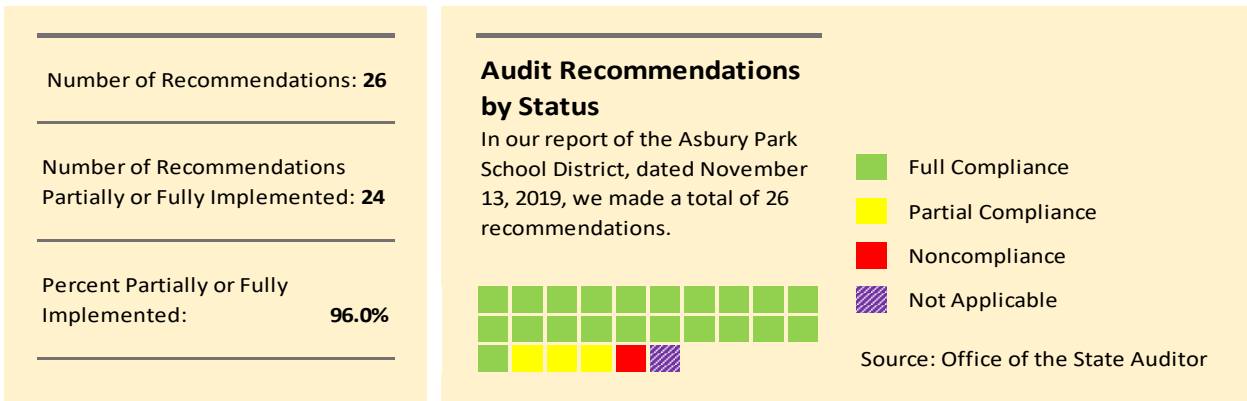 Number of Recommendations: 26
Number of Recommendations
Partially or Fully Implemented: 24
Percent Partially or Fully
Implemented: 96.0%
Audit Recommendations
by Status
In our report of the Asbury Park
School District, dated November
13, 2019, we made a total of 26
recommendations.
Full Compliance
Partial Compliance
Noncompliance
Not Applicable
Source: Office of the State Auditor